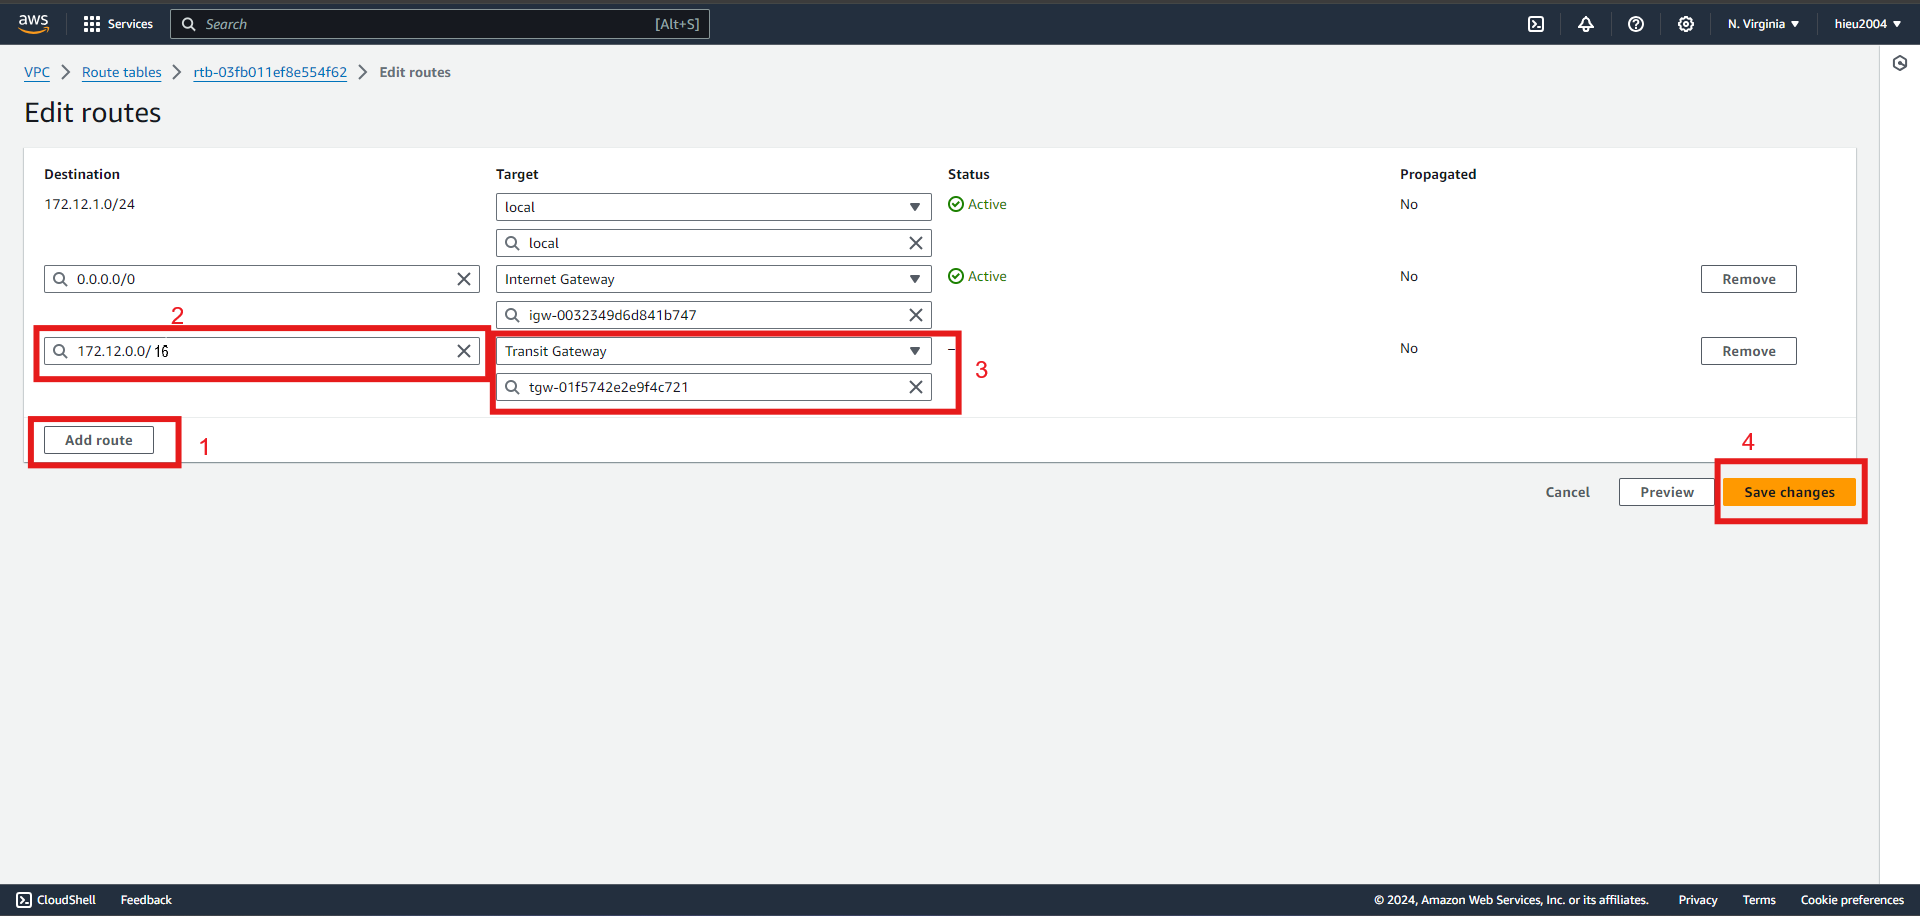 aws
Services
Search
[Alt+S]
N. Virginia
hieu2004
VPC
Route tables
rtb-03fb011ef8e554f62
Edit routes
Edit routes
Destination
Target
Status
Propagated
172.12.1.0/24
local
Active
No
local
0.0.0.0/0
Internet Gateway
Active
No
Remove
2
igw-0032349d6d841b747
172.12.0.0/ 16
Transit Gateway
–
No
Remove
3
tgw-01f5742e2e9f4c721
Add route
1
4
Cancel
Preview
Save changes
CloudShell
Feedback
© 2024, Amazon Web Services, Inc. or its affiliates.
Privacy
Terms
Cookie preferences